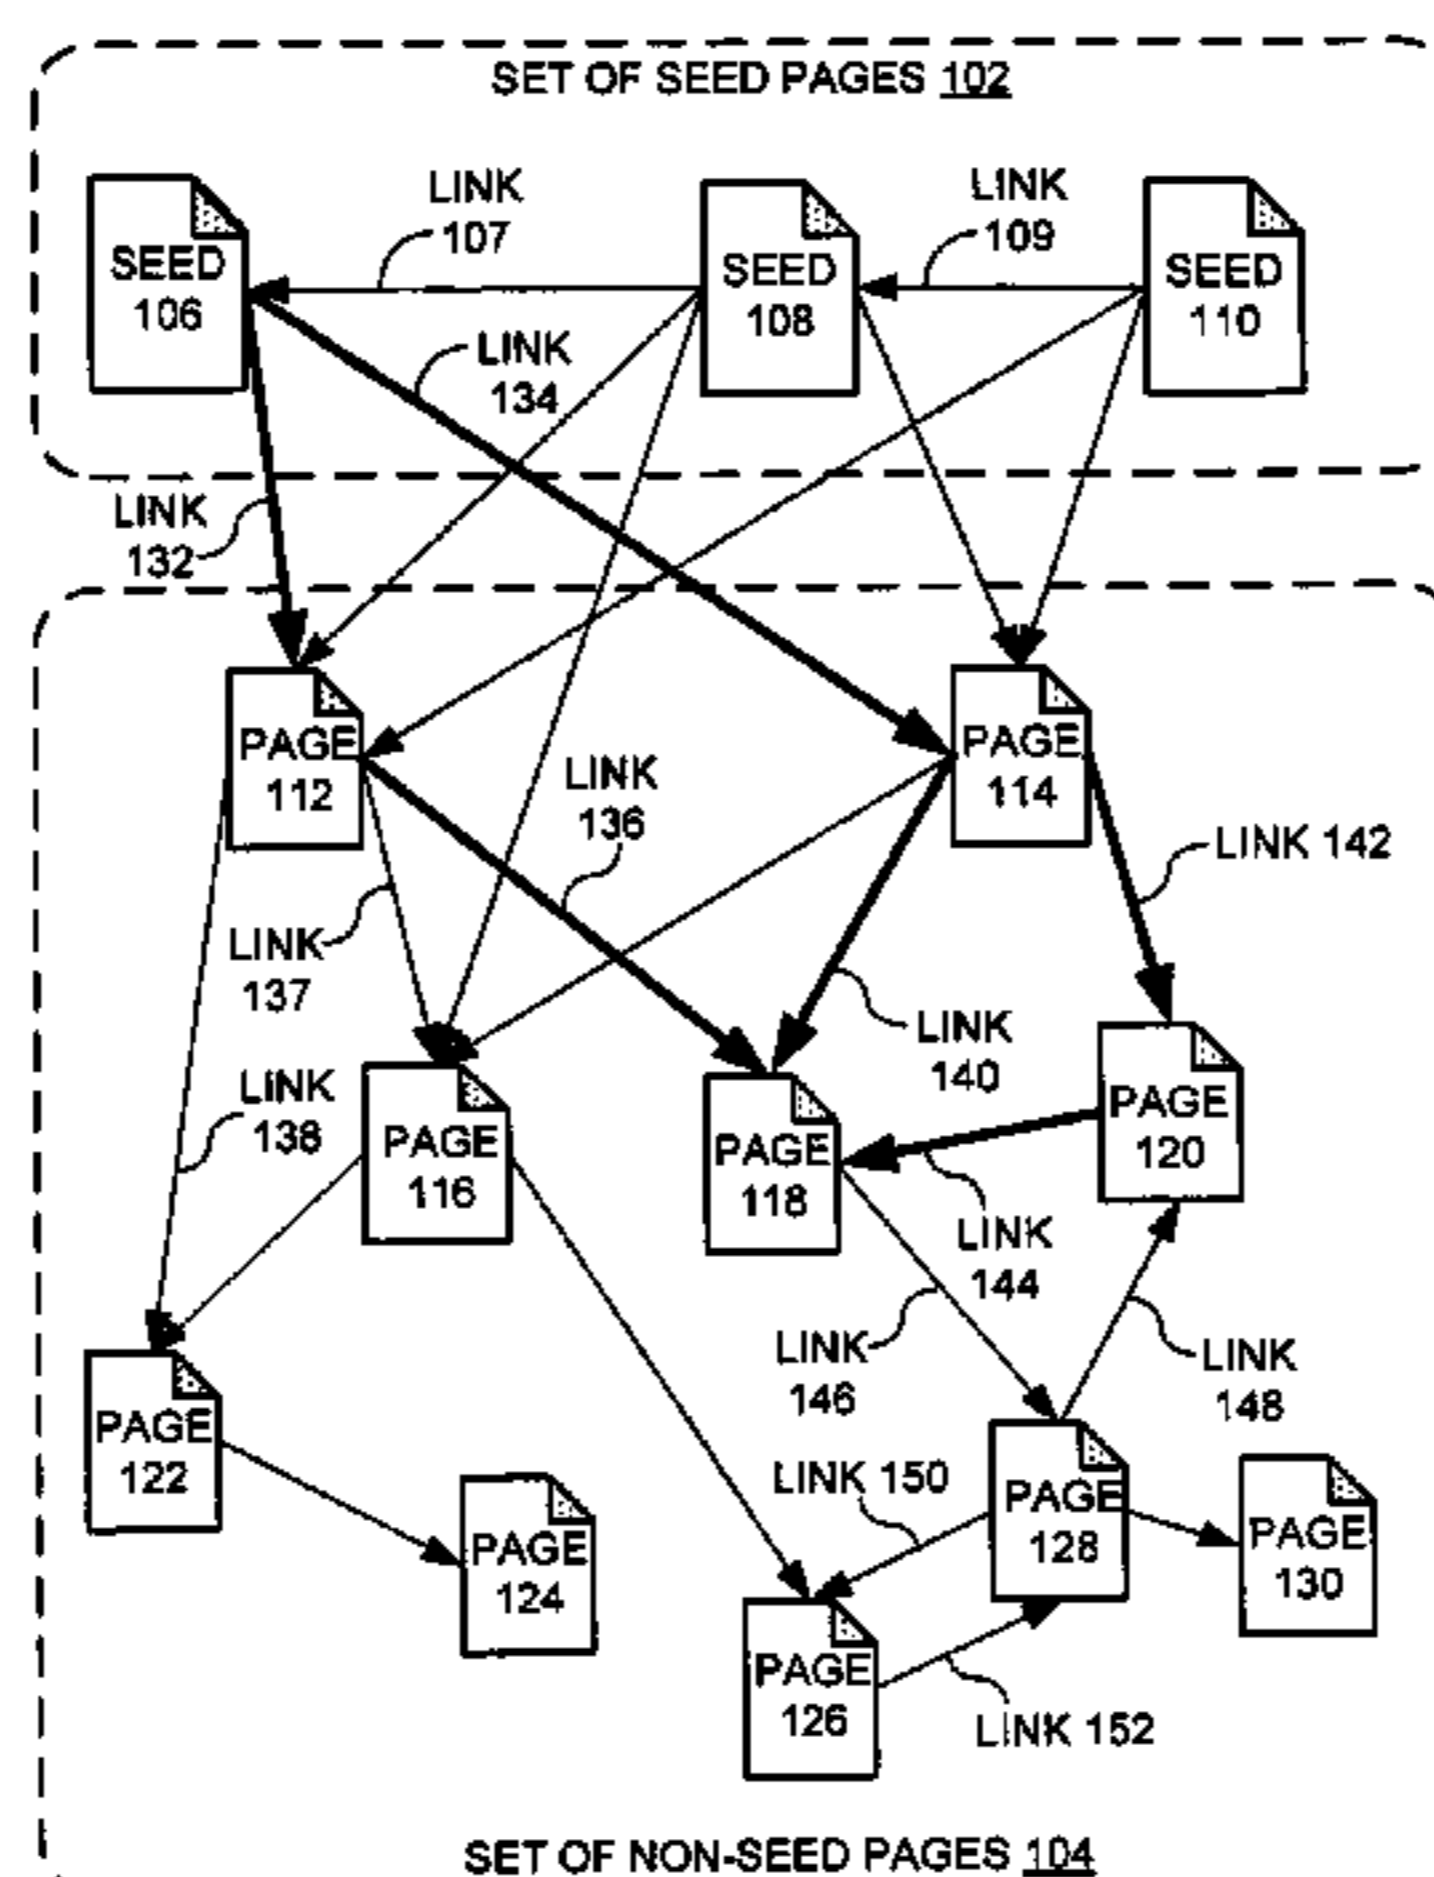 SET OF SEED PAGES 102
LINK
107
LINK
109
SEED
106
SEED
108
SEED
110
LINK
134
LINK
132
PAGE
112
PAGE
114
LINK
136
LINK 142
LINK
137
LINK
140
LINK
138
PAGE
116
PAGE
118
PAGE
120
LINK
144
LINK
146
LINK
148
PAGE
122
PAGE
124
LINK 150
PAGE
128
PAGE
130
PAGE
126
LINK 152
SET OF NON-SEED PAGES 104